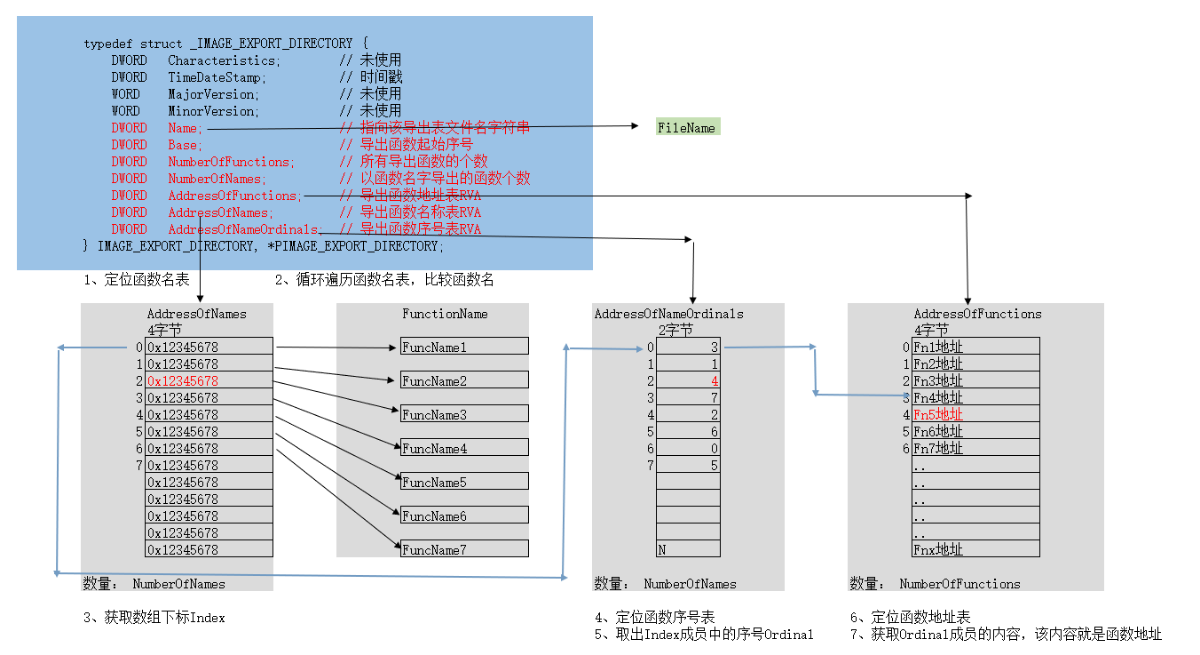 typedef struct _IMAGE_EXPORT_DIRECTORY {
DWORD Characteristics; // 未使用
DWORD TimeDateStamp; // 时间戳
WORD MajorVersion; // 未使用
WORD MinorVersion; // 未使用
DWORD Name; // 指向该导出表文件名字符串
FileName
DWORD Base; // 导出函数起始序号
DWORD NumberOfFunctions; // 所有导出函数的个数
DWORD NumberOfNames; // 以函数名字导出的函数个数
DWORD AddressOfFunctions; // 导出函数地址表RVA
DWORD AddressOfNames; // 导出函数名称表RVA
DWORD AddressOfNameOrdinals; // 导出函数序号表RVA
} IMAGE_EXPORT_DIRECTORY, *PIMAGE_EXPORT_DIRECTORY;
1、定位函数名表
2、循环遍历函数名表，比较函数名
AddressOfNames
4字节
0 0x12345678
1 0x12345678
2 0x12345678
3 0x12345678
4 0x12345678
5 0x12345678
6 0x12345678
7 0x12345678
0x12345678
0x12345678
0x12345678
0x12345678
0x12345678
数量： NumberOfNames
3、获取数组下标Index
FunctionName
FuncName1
FuncName2
FuncName3
FuncName4
FuncName5
FuncName6
FuncName7
AddressOfNameOrdinals
2字节
0 3
1 1
2 4
3 7
4 2
5 6
6 0
7 5
N
数量： NumberOfNames
4、定位函数序号表
5、取出Index成员中的序号Ordinal
AddressOfFunctions
4字节
0 Fn1地址
1 Fn2地址
2 Fn3地址
3 Fn4地址
4 Fn5地址
5 Fn6地址
6 Fn7地址
..
..
..
..
..
Fnx地址
数量： NumberOfFunctions
6、定位函数地址表
7、获取Ordinal成员的内容，该内容就是函数地址